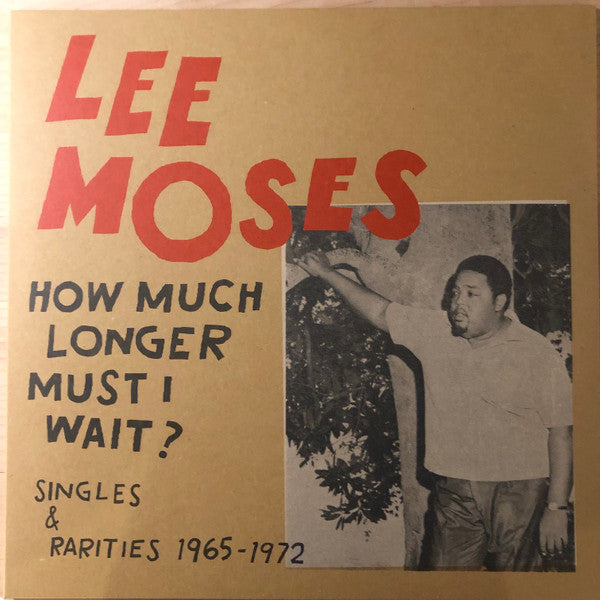 LEE
MOSES
HOW MUCH
LONGER
MUST I
WAIT?
SINGLES
&
RARITIES 1965-1972